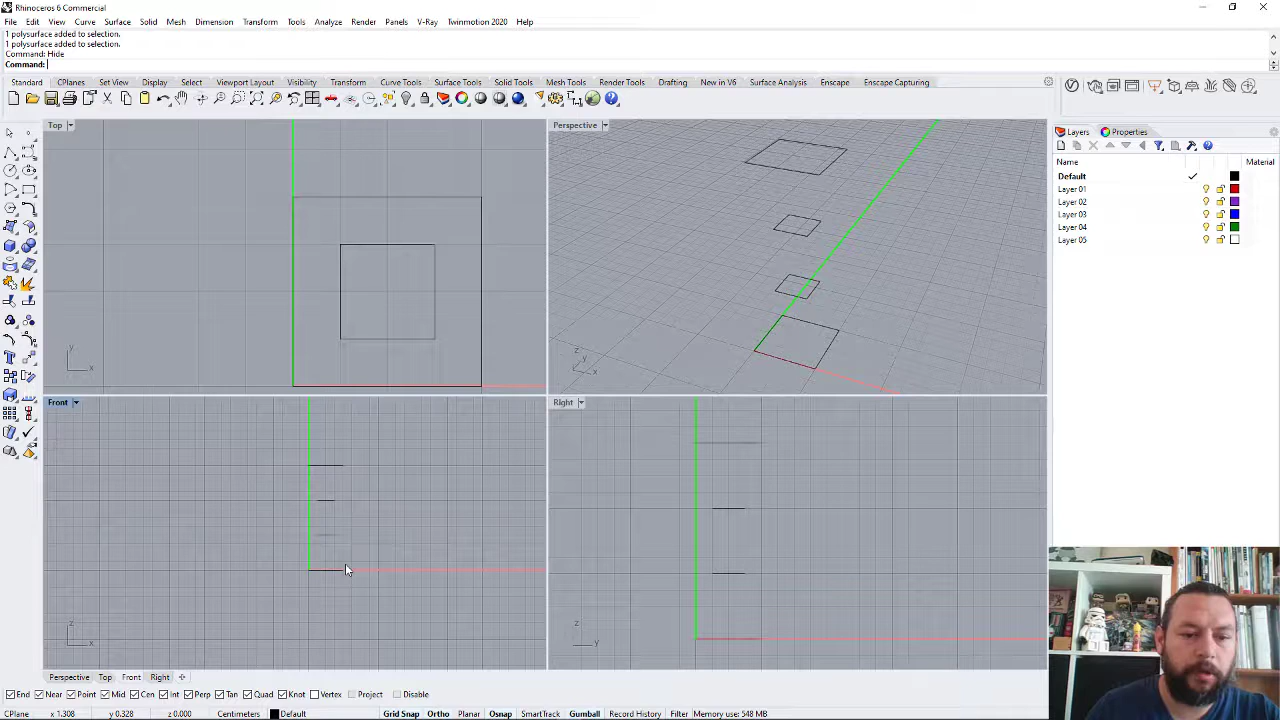 Rhinoceros 6 Commercial
File Edit View Curve Surface Solid Mesh Dimension Transform Tools Analyze Render Panels V-Ray Twinmotion 2020 Help
1 polysurface added to selection.
1 polysurface added to selection.
Command: Hide
Command:
Standard CPlanes Set View Display Select Viewport Layout Visibility Transform Curve Tools Surface Tools Solid Tools Mesh Tools Render Tools Drafting New in V6 Surface Analysis Enscape Enscape Capturing
Top Perspective
Layers Properties
Name Material
Default
Layer 01
Layer 02
Layer 03
Layer 04
Layer 05
y
x
z
y
x
Front Right
z
x
z
y
Perspective Top Front Right
End Near Point Mid Cen Int Perp Tan Quad Knot Vertex Project Disable
CPlane x 1.308 y 0.328 z 0.000 Centimeters Default Grid Snap Ortho Planar Osnap SmartTrack Gumball Record History Filter Memory use: 548 MB